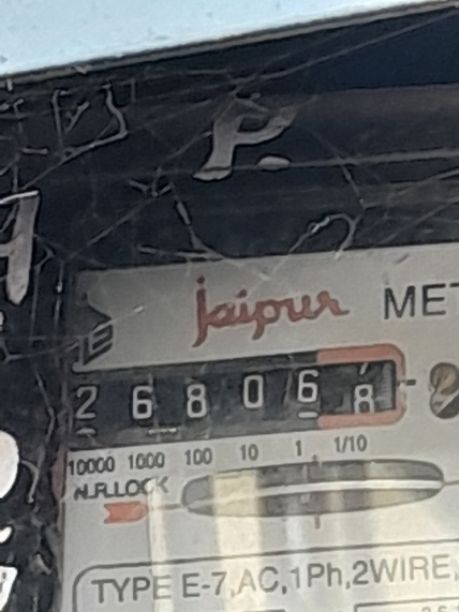 P.
Jaipur MET
2 6 8 0 6 8
10000 1000 100 10 1 1/10
N.R.LOCK
TYPE E-7,AC,1Ph,2WIRE,